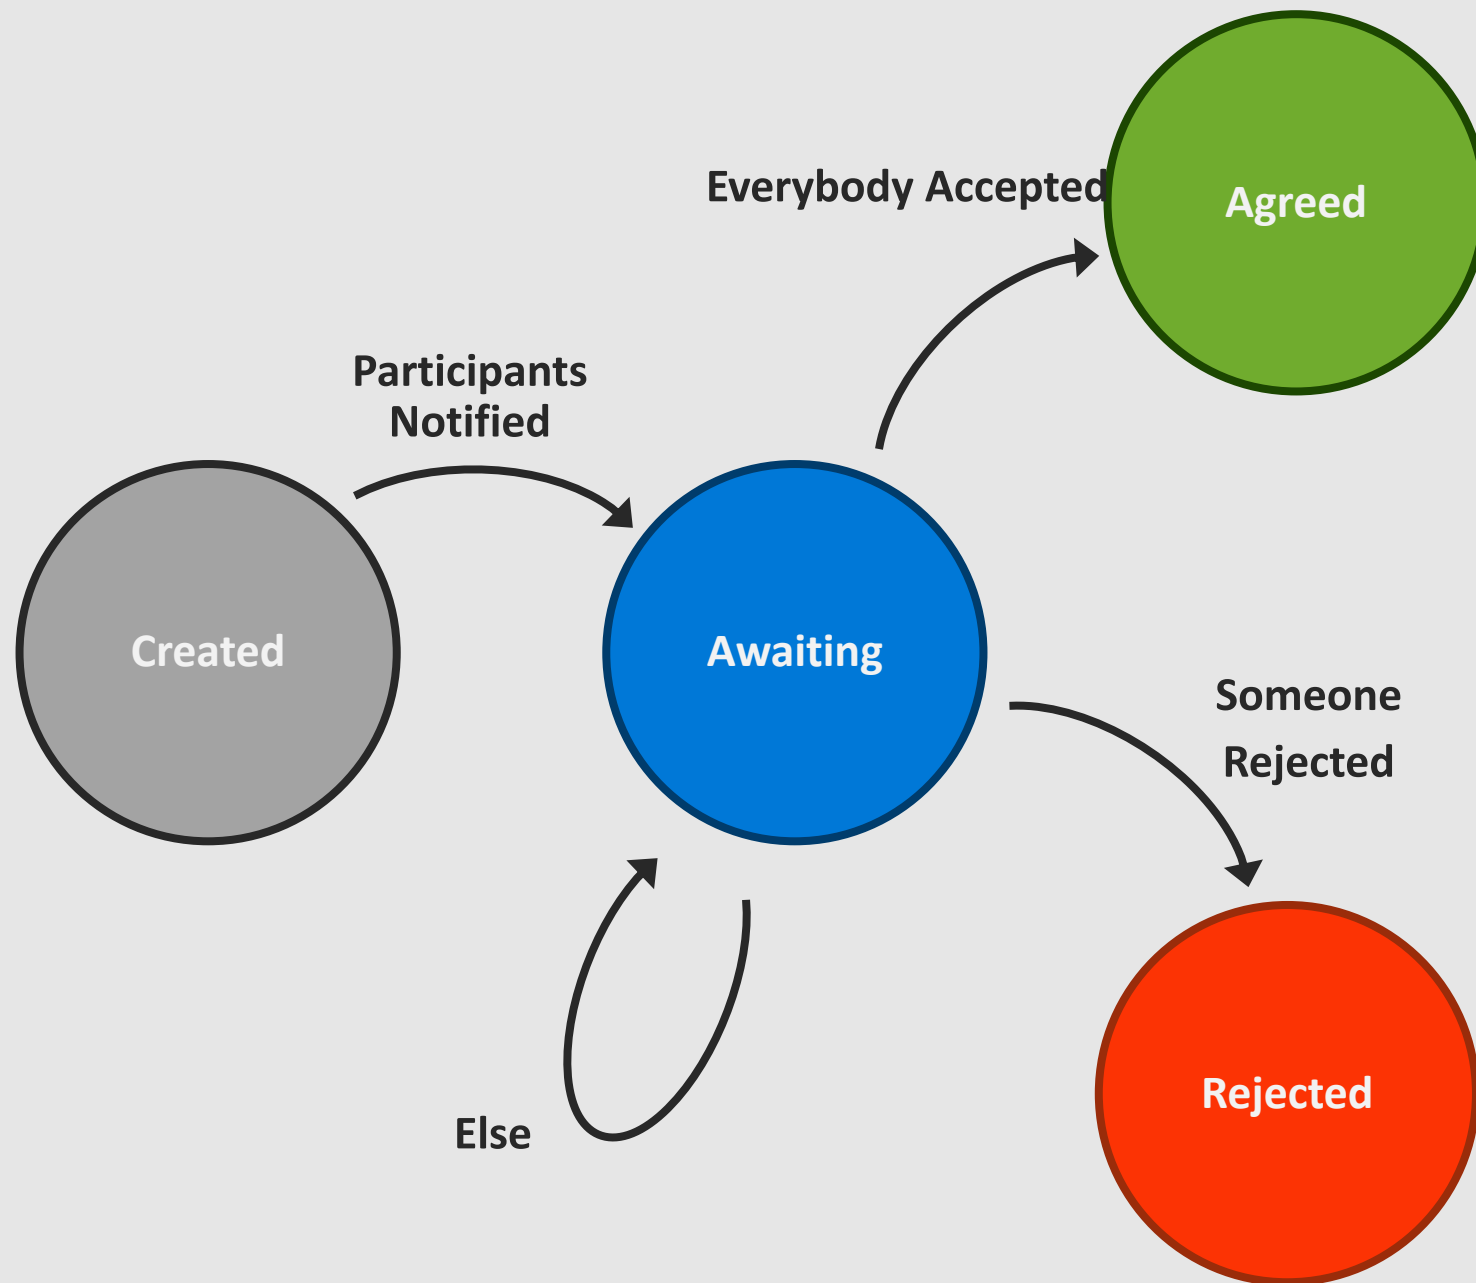 Everybody Accepted
Agreed
Participants
Notified
Created
Awaiting
Someone
Rejected
Else
Rejected